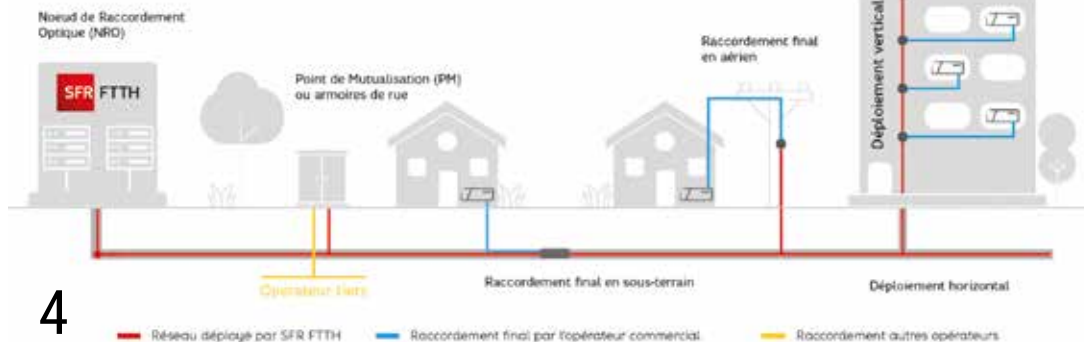 Noeud de Raccordement
Optique (NRO)
SFR FTTH
Point de Mutualisation (PM)
ou armoires de rue
Raccordement final
en aérien
Déploiement vertical
Opérateur tiers
Raccordement final en sous-terrain
Déploiement horizontal
4
Réseau déployé par SFR FTTH
Raccordement final par l'opérateur commercial
Raccordement autres opérateurs